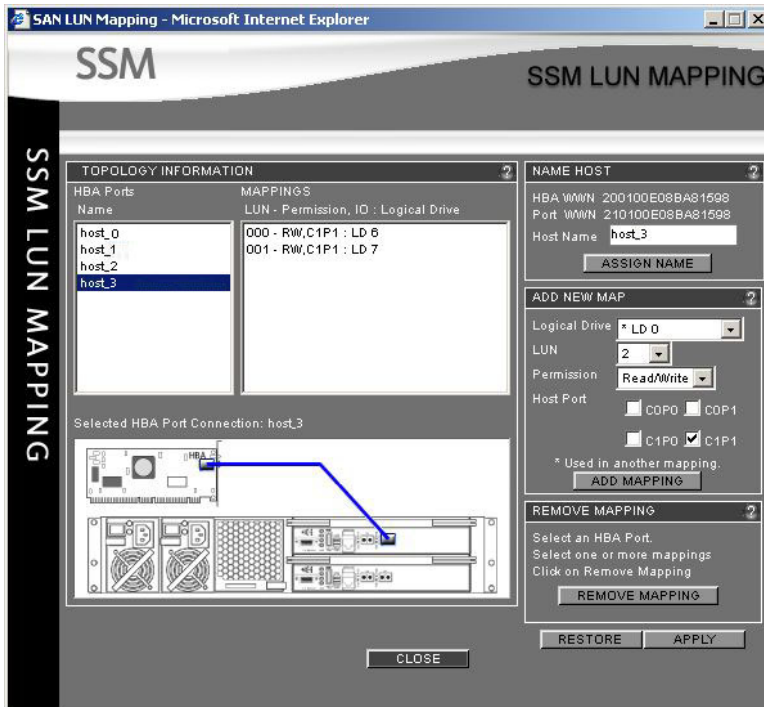 SAN LUN Mapping - Microsoft Internet Explorer
SSM
SSM LUN MAPPING
SSM LUN MAPPING
TOPOLOGY INFORMATION ?
HBA Ports MAPPINGS
Name LUN - Permission, IO : Logical Drive
host_0
host_1
host_2
host_3
000 - RW,C1P1 : LD 6
001 - RW,C1P1 : LD 7
Selected HBA Port Connection: host_3
HBA
NAME HOST ?
HBA WWN 200100E08BA81598
Port WWN 210100E08BA81598
Host Name host_3
ASSIGN NAME
ADD NEW MAP ?
Logical Drive * LD 0
LUN 2
Permission Read/Write
Host Port
C0P0 C0P1
C1P0 C1P1
* Used in another mapping.
ADD MAPPING
REMOVE MAPPING ?
Select an HBA Port.
Select one or more mappings
Click on Remove Mapping
REMOVE MAPPING
RESTORE APPLY
CLOSE